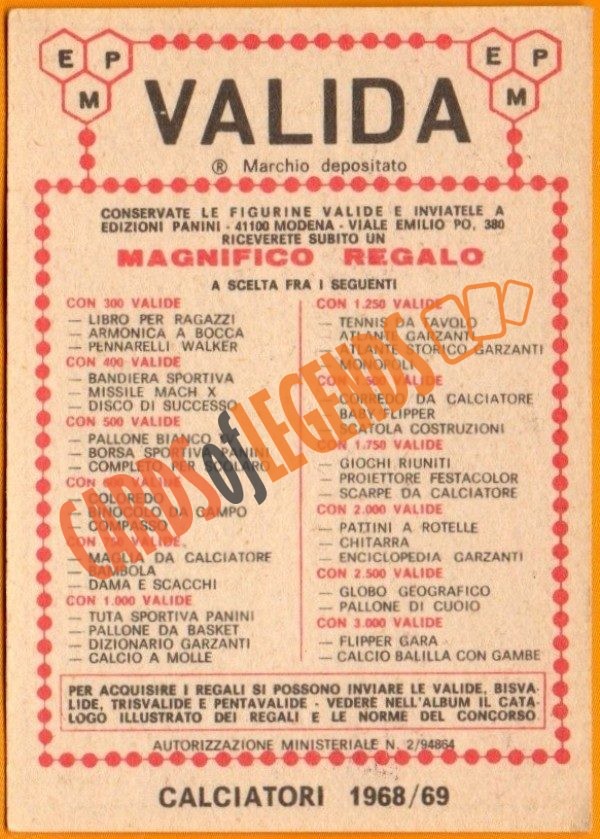 E P
M
E P
M
VALIDA
® Marchio depositato
CONSERVATE LE FIGURINE VALIDE E INVIATELE A
EDIZIONI PANINI - 41100 MODENA - VIALE EMILIO PO, 380
RICEVERETE SUBITO UN
MAGNIFICO REGALO
A SCELTA FRA I SEGUENTI
CON 300 VALIDE
— LIBRO PER RAGAZZI
— ARMONICA A BOCCA
— PENNARELLI WALKER
CON 400 VALIDE
— BANDIERA SPORTIVA
— MISSILE MACH X
— DISCO DI SUCCESSO
CON 500 VALIDE
— PALLONE BIANCO
— BORSA SPORTIVA PANINI
— COMPLETO PER SCOLARO
CON VALIDE
— COLOREDO
— BINOCOLO DA CAMPO
— COMPASSO
CON VALIDE
— MAGLIA DA CALCIATORE
— BAMBOLA
— DAMA E SCACCHI
CON 1.000 VALIDE
— TUTA SPORTIVA PANINI
— PALLONE DA BASKET
— DIZIONARIO GARZANTI
— CALCIO A MOLLE
CON 1.250 VALIDE
— TENNIS DA TAVOLO
— ATLANTE GARZANTI
— ATLANTE STORICO GARZANTI
— MONOPOLI
VALIDE
— CORREDO DA CALCIATORE
— BABY FLIPPER
— SCATOLA COSTRUZIONI
CON 1.750 VALIDE
— GIOCHI RIUNITI
— PROIETTORE FESTACOLOR
— SCARPE DA CALCIATORE
CON 2.000 VALIDE
— PATTINI A ROTELLE
— CHITARRA
— ENCICLOPEDIA GARZANTI
CON 2.500 VALIDE
— GLOBO GEOGRAFICO
— PALLONE DI CUOIO
CON 3.000 VALIDE
— FLIPPER GARA
— CALCIO BALILLA CON GAMBE
PER ACQUISIRE I REGALI SI POSSONO INVIARE LE VALIDE, BISVA-
LIDE, TRISVALIDE E PENTAVALIDE - VEDERE NELL'ALBUM IL CATA-
LOGO ILLUSTRATO DEI REGALI E LE NORME DEL CONCORSO
AUTORIZZAZIONE MINISTERIALE N. 2/94864
CALCIATORI 1968/69
CARDS of LEGENDS